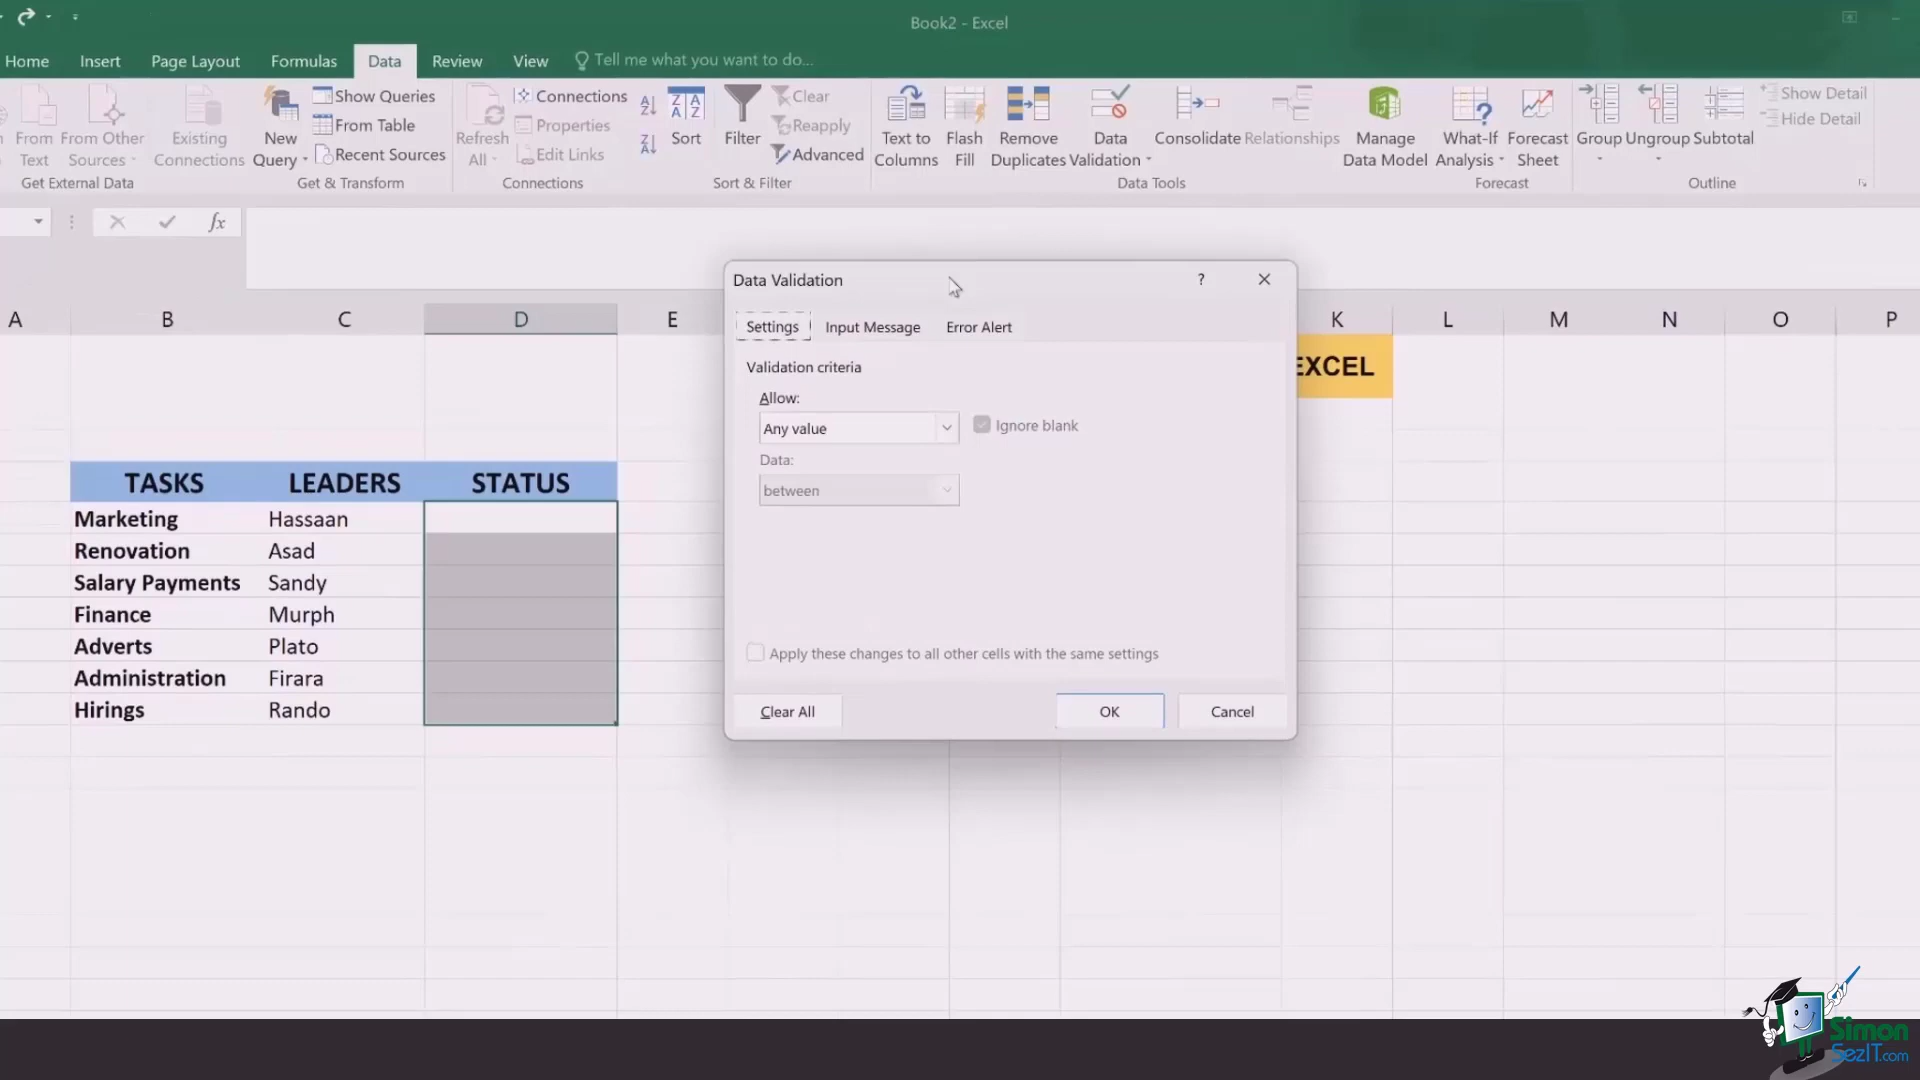 Book2 - Excel
Home Insert Page Layout Formulas Data Review View Tell me what you want to do...
From Text
From Other Sources
Existing Connections
Get External Data
New Query
Show Queries
From Table
Recent Sources
Get & Transform
Refresh All
Connections
Properties
Edit Links
Connections
Sort
Filter
Clear
Reapply
Advanced
Sort & Filter
Text to Columns
Flash Fill
Remove Duplicates
Data Validation
Consolidate
Relationships
Manage Data Model
Data Tools
What-If Analysis
Forecast Sheet
Forecast
Group
Ungroup
Subtotal
Show Detail
Hide Detail
Outline
fx
A B C D E K L M N O P
EXCEL
TASKS LEADERS STATUS
Marketing Hassaan
Renovation Asad
Salary Payments Sandy
Finance Murph
Adverts Plato
Administration Firara
Hirings Rando
Data Validation ?
Settings Input Message Error Alert
Validation criteria
Allow:
Any value Ignore blank
Data:
between
Apply these changes to all other cells with the same settings
Clear All OK Cancel
Simon
SezIT.com